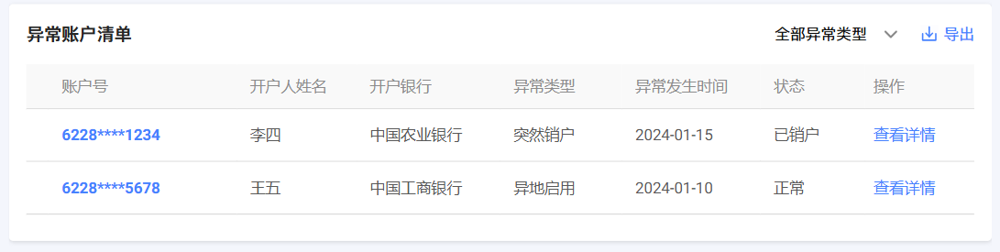 异常账户清单 全部异常类型 导出
账户号 开户人姓名 开户银行 异常类型 异常发生时间 状态 操作
6228****1234 李四 中国农业银行 突然销户 2024-01-15 已销户 查看详情
6228****5678 王五 中国工商银行 异地启用 2024-01-10 正常 查看详情